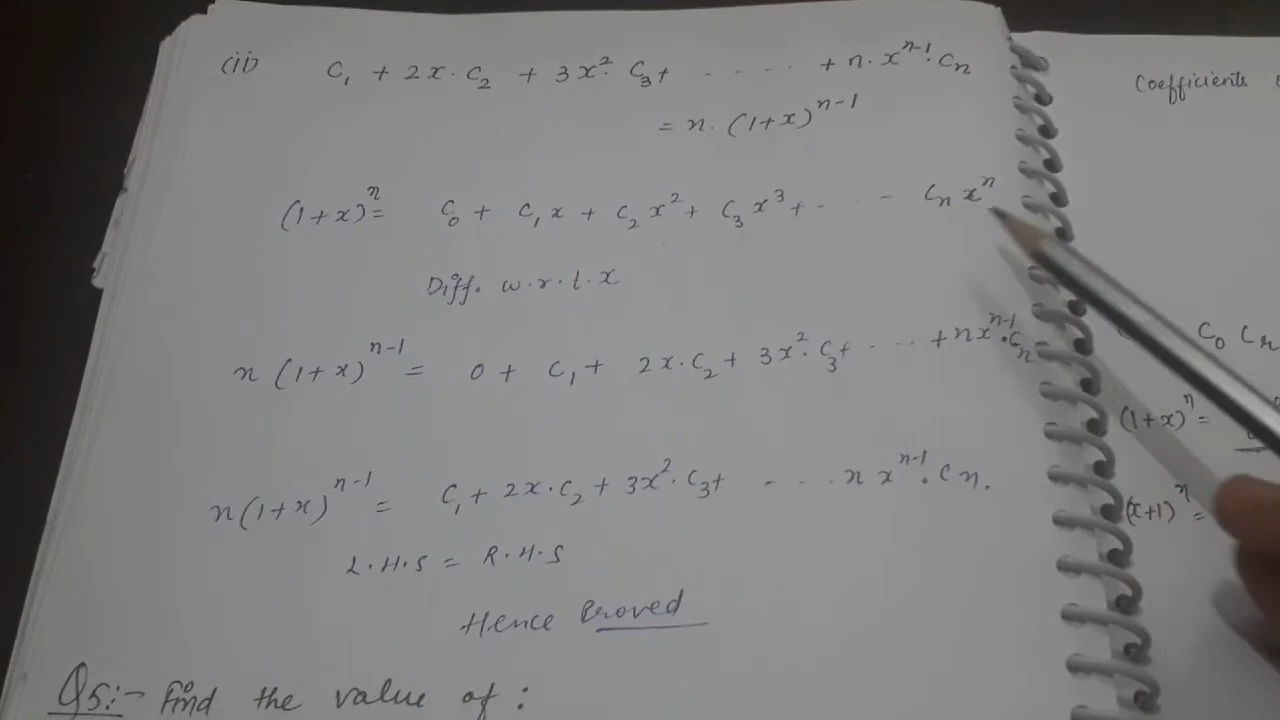 (ii) C₁ + 2x · C₂ + 3x² · C₃ + . . . . . + n · xⁿ⁻¹ · Cₙ
= n · (1+x)ⁿ⁻¹
(1+x)ⁿ = C₀ + C₁x + C₂x² + C₃x³ + . . . - Cₙxⁿ
Diff. w.r.t. x
n (1+x)ⁿ⁻¹ = 0 + C₁ + 2x · C₂ + 3x² · C₃ + . . . . + nxⁿ⁻¹ · Cₙ
n(1+x)ⁿ⁻¹ = C₁ + 2x · C₂ + 3x² · C₃ + . . . . n xⁿ⁻¹ · Cn.
L.H.S = R.H.S
Hence Proved
Q5:- Find the value of :
Coefficients
C₀ Cᵣ
(1+x)ⁿ =
(x+1)ⁿ =